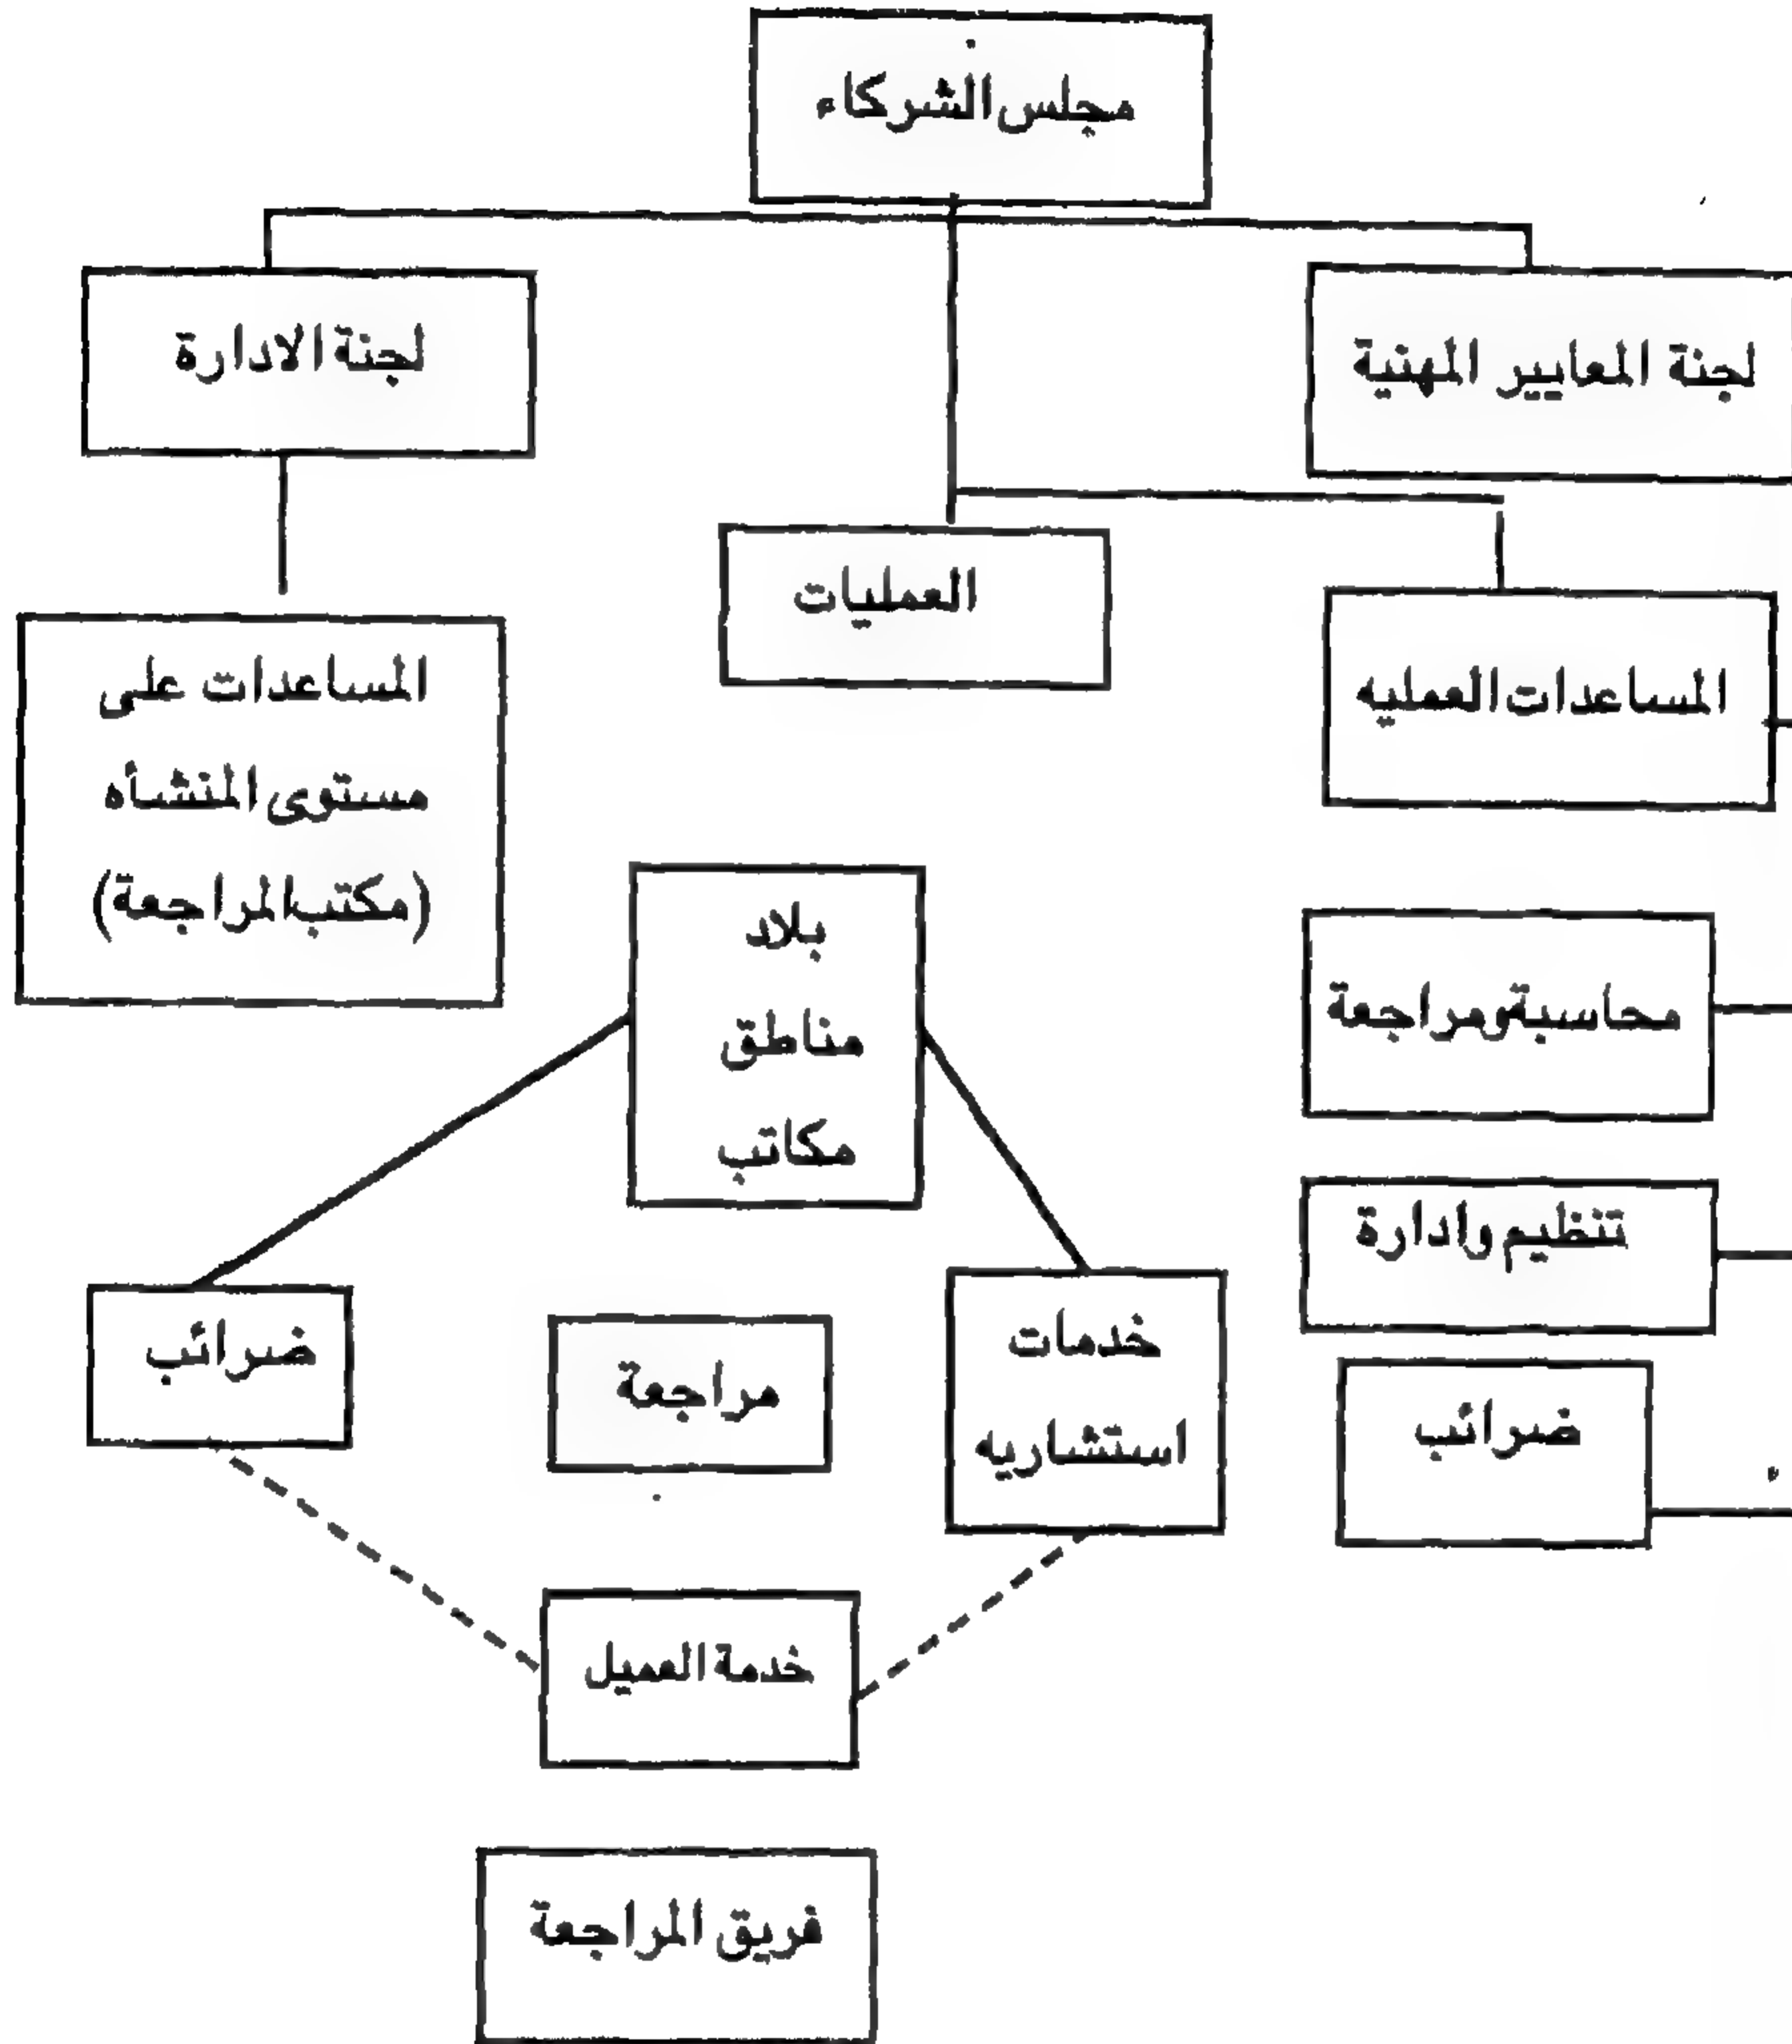 مجلس الشركاء
لجنة المعايير المهنية
لجنة الادارة
العمليات
المساعدات العمليه
المساعدات على
مستوى المنشأه
(مكتب المراجعة)
بلاد
مناطق
مكاتب
محاسبة ومراجعة
تنظيم وادارة
ضرائب
خدمات
استشاريه
مراجعة
ضرائب
خدمة العميل
فريق المراجعة